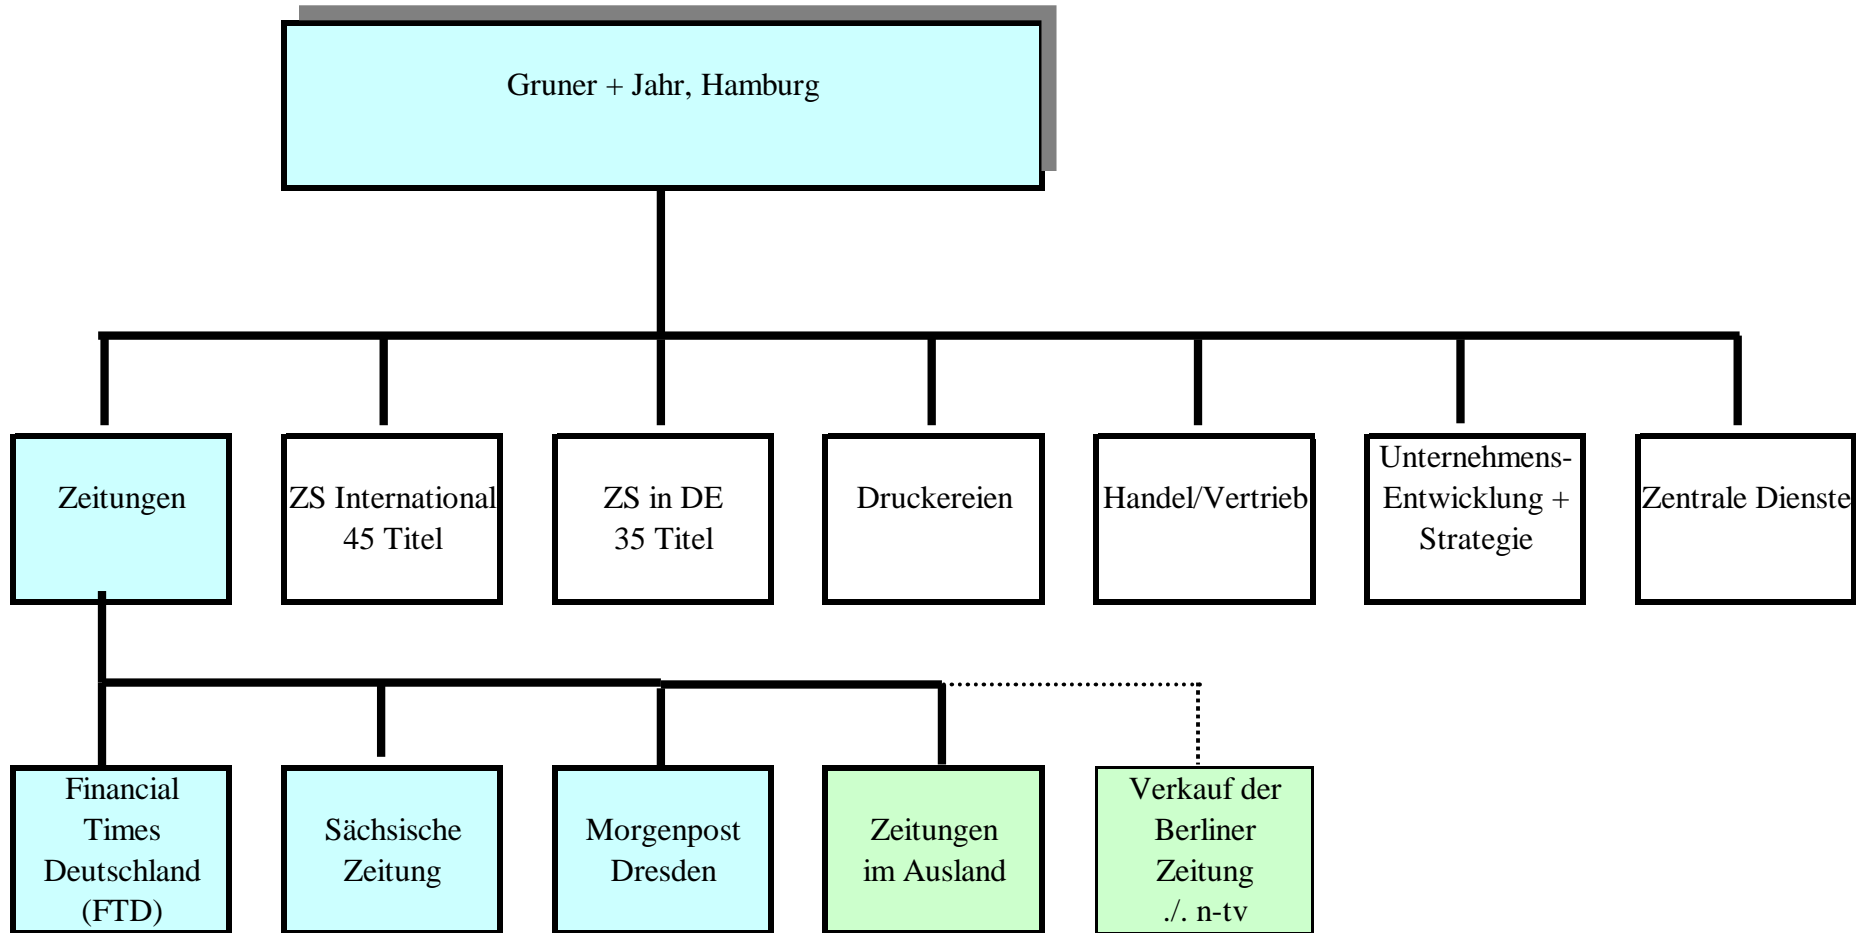 Gruner + Jahr, Hamburg
Zeitungen
ZS International
45 Titel
ZS in DE
35 Titel
Druckereien
Handel/Vertrieb
Unternehmens-
Entwicklung +
Strategie
Zentrale Dienste
Financial
Times
Deutschland
(FTD)
Sächsische
Zeitung
Morgenpost
Dresden
Zeitungen
im Ausland
Verkauf der
Berliner
Zeitung
./. n-tv